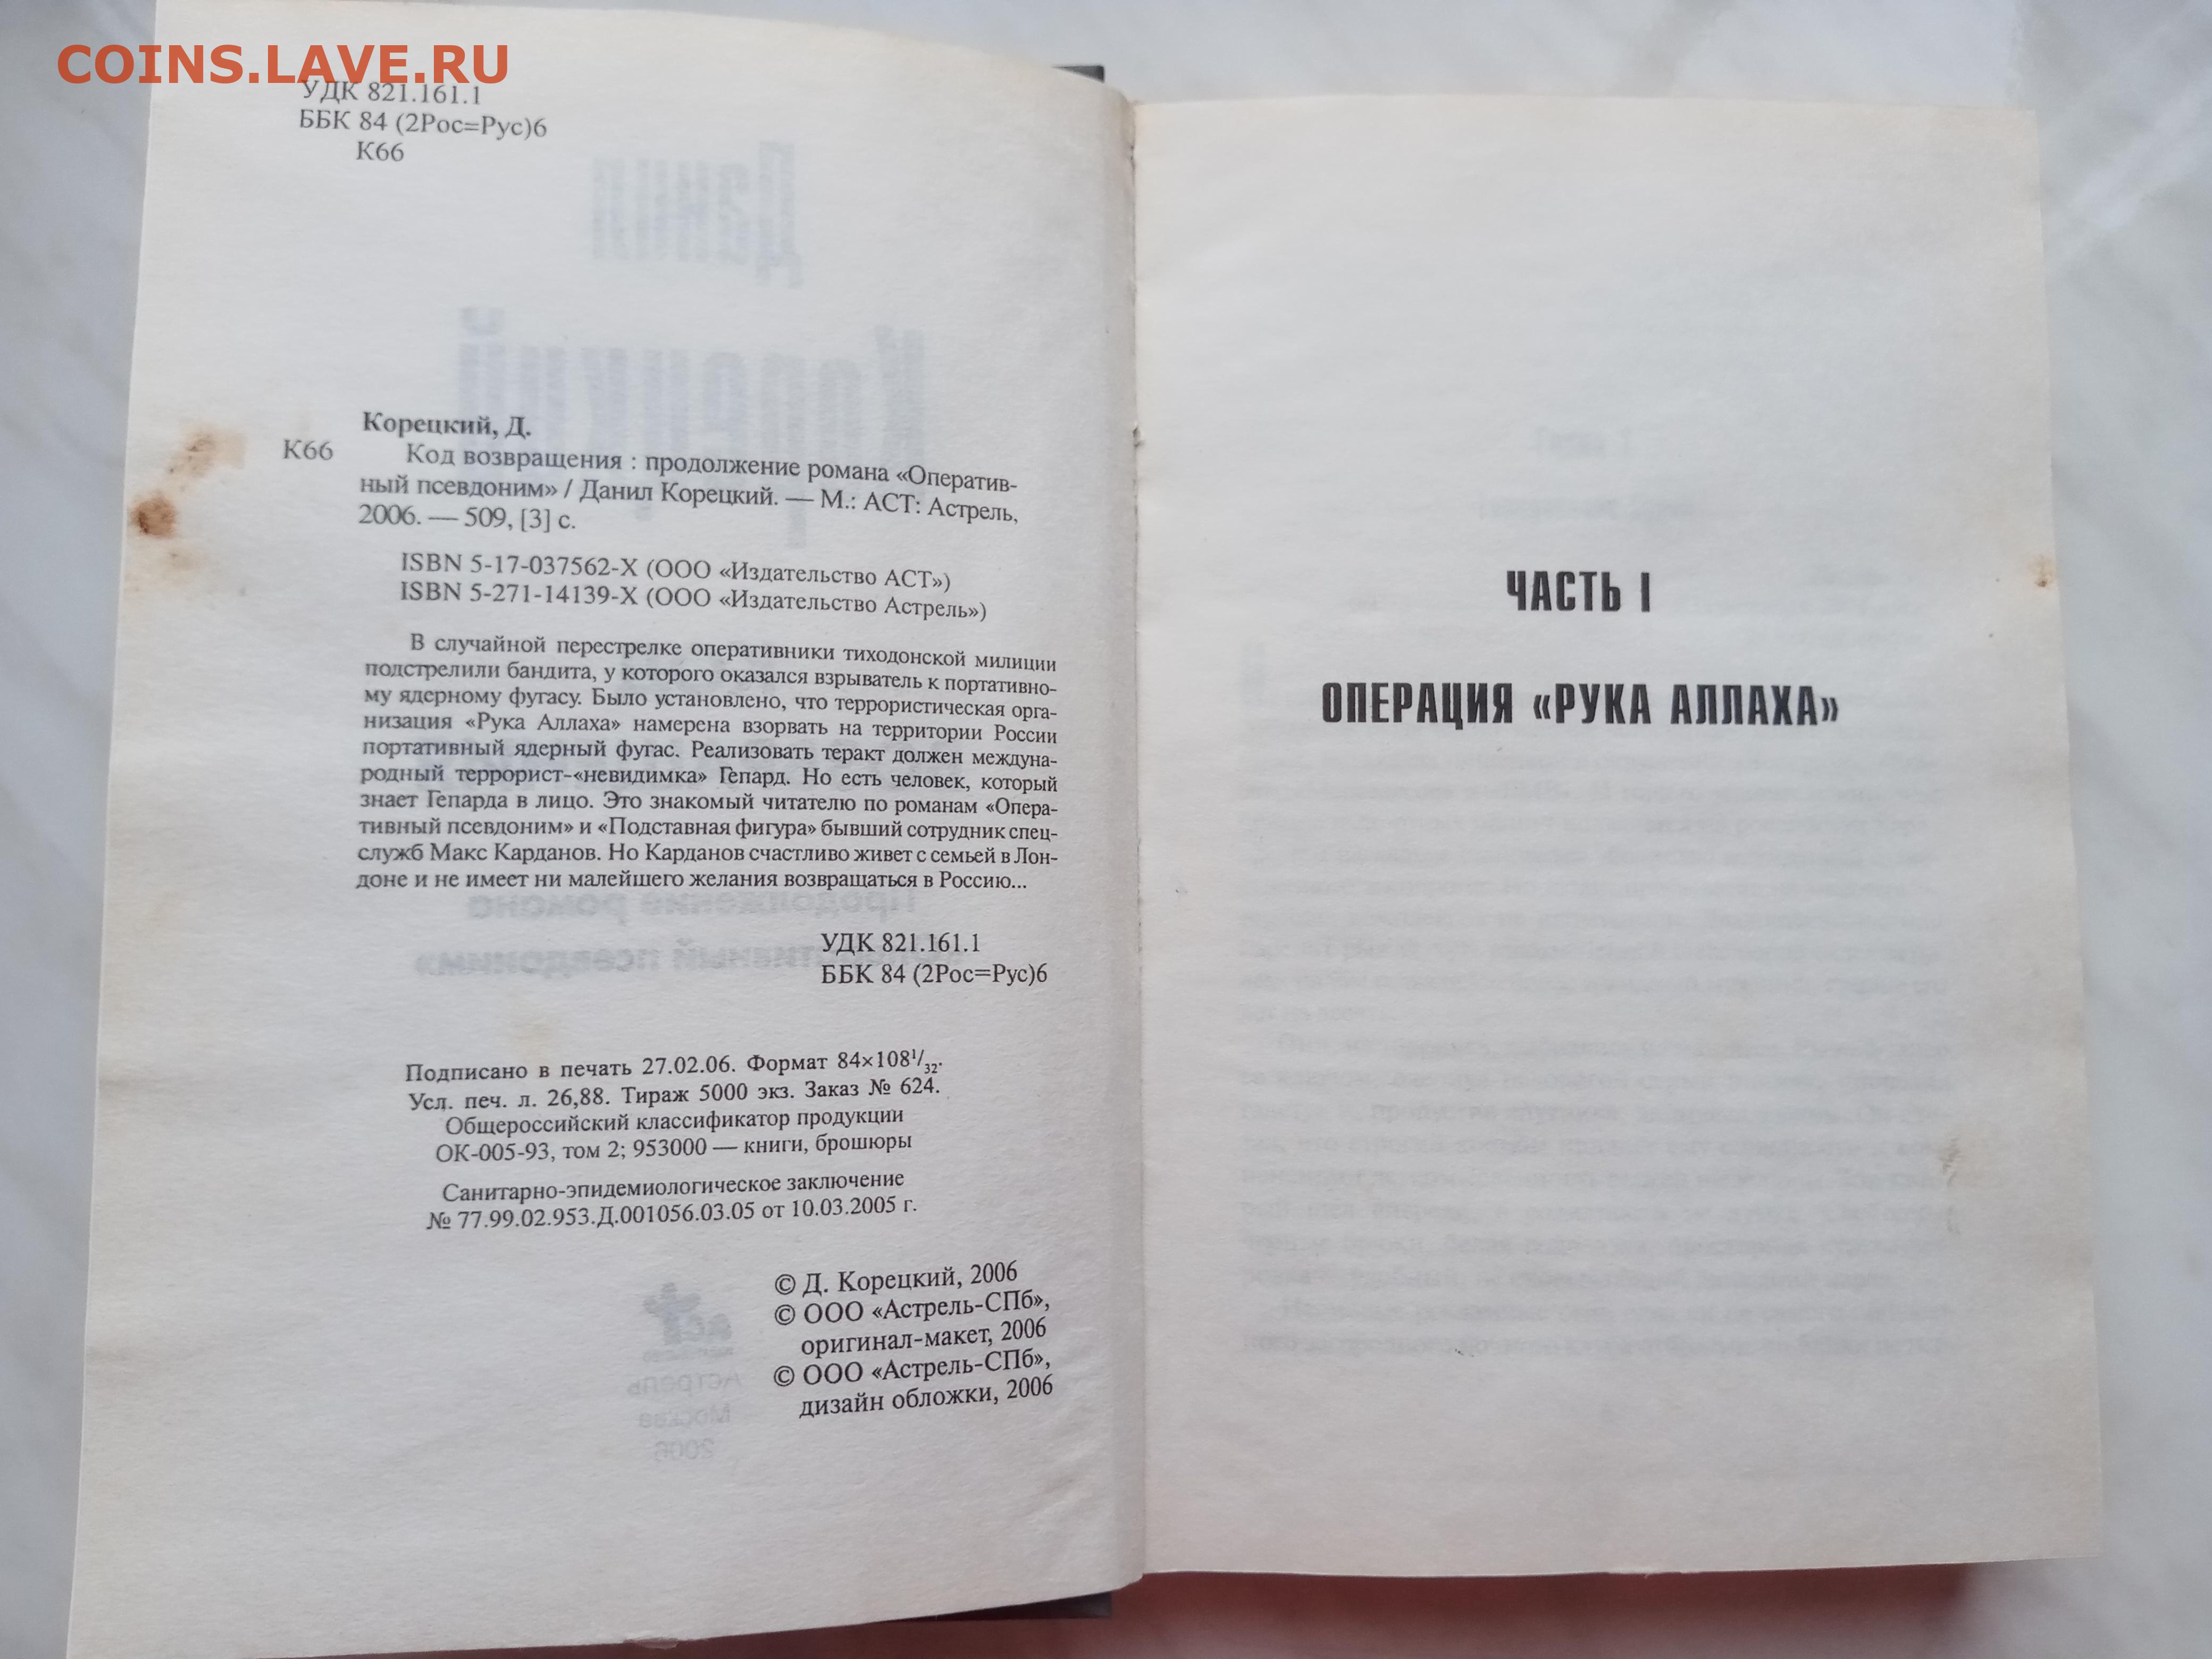 COINS.LAVE.RU
УДК 821.161.1
ББК 84 (2Рос=Рус)6
К66
Корецкий, Д.
К66 Код возвращения : продолжение романа «Оператив-
ный псевдоним» / Данил Корецкий. — М.: АСТ: Астрель,
2006. — 509, [3] с.
ISBN 5-17-037562-X (ООО «Издательство АСТ»)
ISBN 5-271-14139-X (ООО «Издательство Астрель»)
В случайной перестрелке оперативники тиходонской милиции
подстрелили бандита, у которого оказался взрыватель к портативно-
му ядерному фугасу. Было установлено, что террористическая орга-
низация «Рука Аллаха» намерена взорвать на территории России
портативный ядерный фугас. Реализовать теракт должен междуна-
родный террорист-«невидимка» Гепард. Но есть человек, который
знает Гепарда в лицо. Это знакомый читателю по романам «Опера-
тивный псевдоним» и «Подставная фигура» бывший сотрудник спец-
служб Макс Карданов. Но Карданов счастливо живет с семьей в Лон-
доне и не имеет ни малейшего желания возвращаться в Россию...
УДК 821.161.1
ББК 84 (2Рос=Рус)6
Подписано в печать 27.02.06. Формат 84×108¹/₃₂.
Усл. печ. л. 26,88. Тираж 5000 экз. Заказ № 624.
Общероссийский классификатор продукции
ОК-005-93, том 2; 953000 — книги, брошюры
Санитарно-эпидемиологическое заключение
№ 77.99.02.953.Д.001056.03.05 от 10.03.2005 г.
© Д. Корецкий, 2006
© ООО «Астрель-СПб»,
оригинал-макет, 2006
© ООО «Астрель-СПб»,
дизайн обложки, 2006
ЧАСТЬ I
ОПЕРАЦИЯ «РУКА АЛЛАХА»